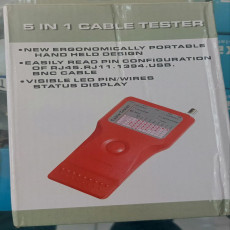 5 IN 1 CABLE TESTER
•NEW ERGONOMICALLY PORTABLE
HAND HELD DESIGN
•EASILY READ PIN CONFIGURATION
OF RJ45.RJ11.1394.USB.
BNC CABLE
•VISIBLE LED PIN/WIRES
STATUS DISPLAY